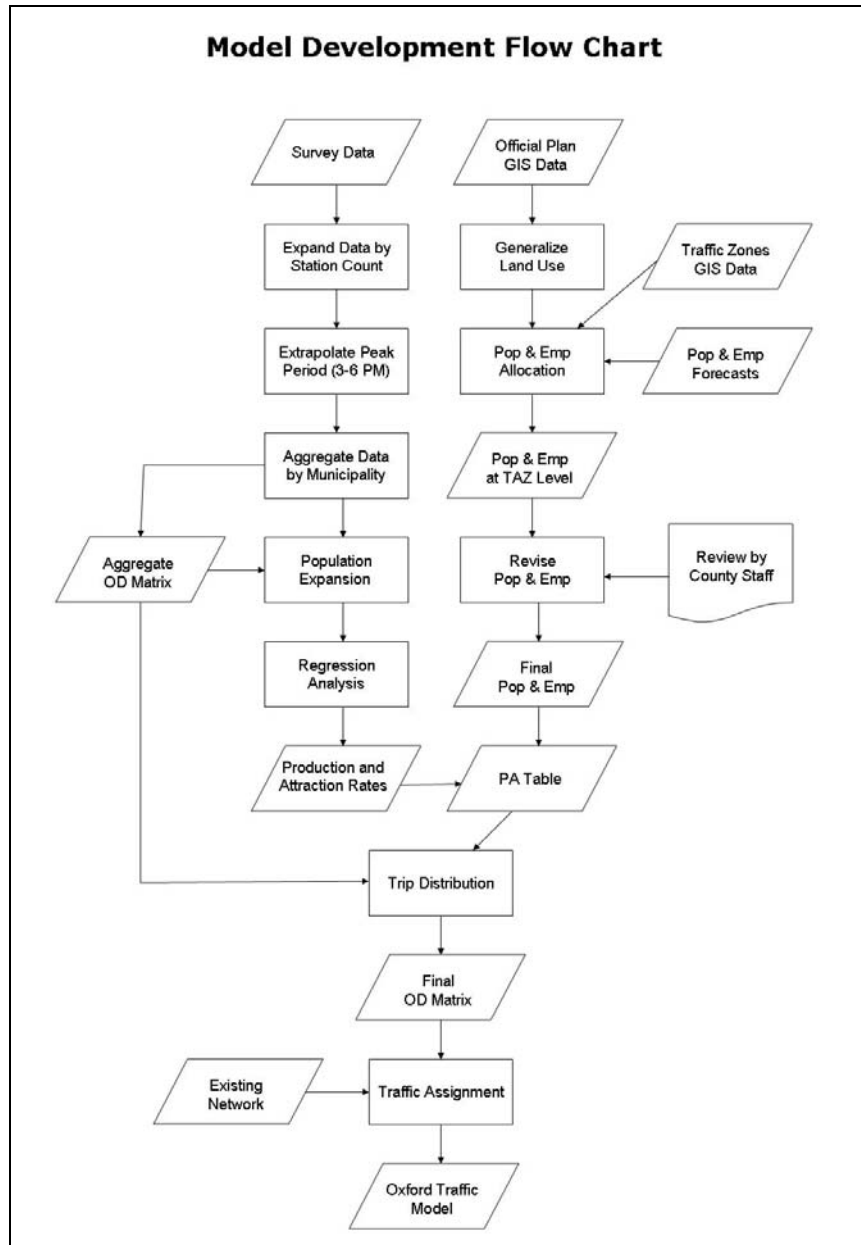 Model Development Flow Chart
Survey Data
Official Plan
GIS Data
Expand Data by
Station Count
Generalize
Land Use
Traffic Zones
GIS Data
Extrapolate Peak
Period (3-6 PM)
Pop & Emp
Allocation
Pop & Emp
Forecasts
Aggregate Data
by Municipality
Pop & Emp
at TAZ Level
Aggregate
OD Matrix
Population
Expansion
Revise
Pop & Emp
Review by
County Staff
Regression
Analysis
Final
Pop & Emp
Production and
Attraction Rates
PA Table
Trip Distribution
Final
OD Matrix
Existing
Network
Traffic Assignment
Oxford Traffic
Model